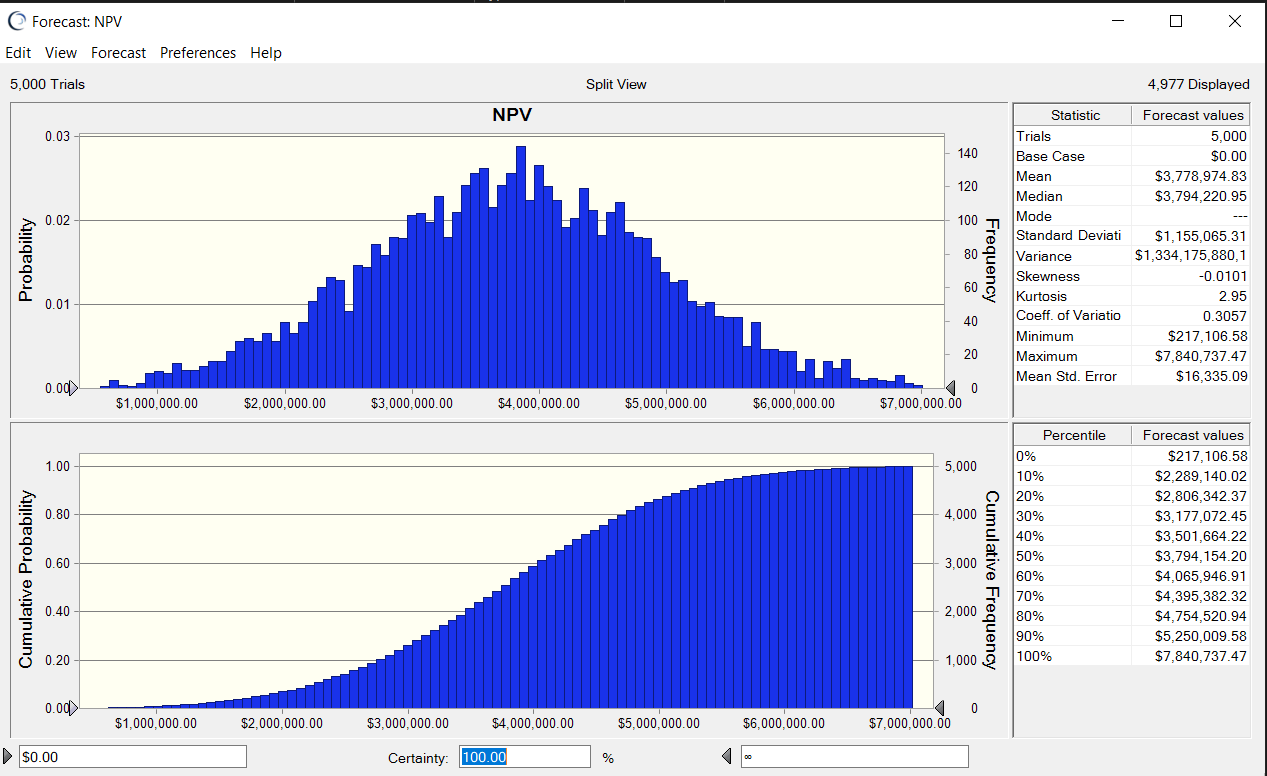 Forecast: NPV
Edit View Forecast Preferences Help
5,000 Trials Split View 4,977 Displayed
NPV
Probability
0.03
0.02
0.01
0.00
140
120
100
80
60
40
20
0
Frequency
$1,000,000.00 $2,000,000.00 $3,000,000.00 $4,000,000.00 $5,000,000.00 $6,000,000.00 $7,000,000.00
Statistic Forecast values
Trials 5,000
Base Case $0.00
Mean $3,778,974.83
Median $3,794,220.95
Mode ---
Standard Deviati $1,155,065.31
Variance $1,334,175,880,1
Skewness -0.0101
Kurtosis 2.95
Coeff. of Variatio 0.3057
Minimum $217,106.58
Maximum $7,840,737.47
Mean Std. Error $16,335.09
Cumulative Probability
1.00
0.80
0.60
0.40
0.20
0.00
5,000
4,000
3,000
2,000
1,000
0
Cumulative Frequency
$1,000,000.00 $2,000,000.00 $3,000,000.00 $4,000,000.00 $5,000,000.00 $6,000,000.00 $7,000,000.00
Percentile Forecast values
0% $217,106.58
10% $2,289,140.02
20% $2,806,342.37
30% $3,177,072.45
40% $3,501,664.22
50% $3,794,154.20
60% $4,065,946.91
70% $4,395,382.32
80% $4,754,520.94
90% $5,250,009.58
100% $7,840,737.47
$0.00 Certainty: 100.00 % ∞